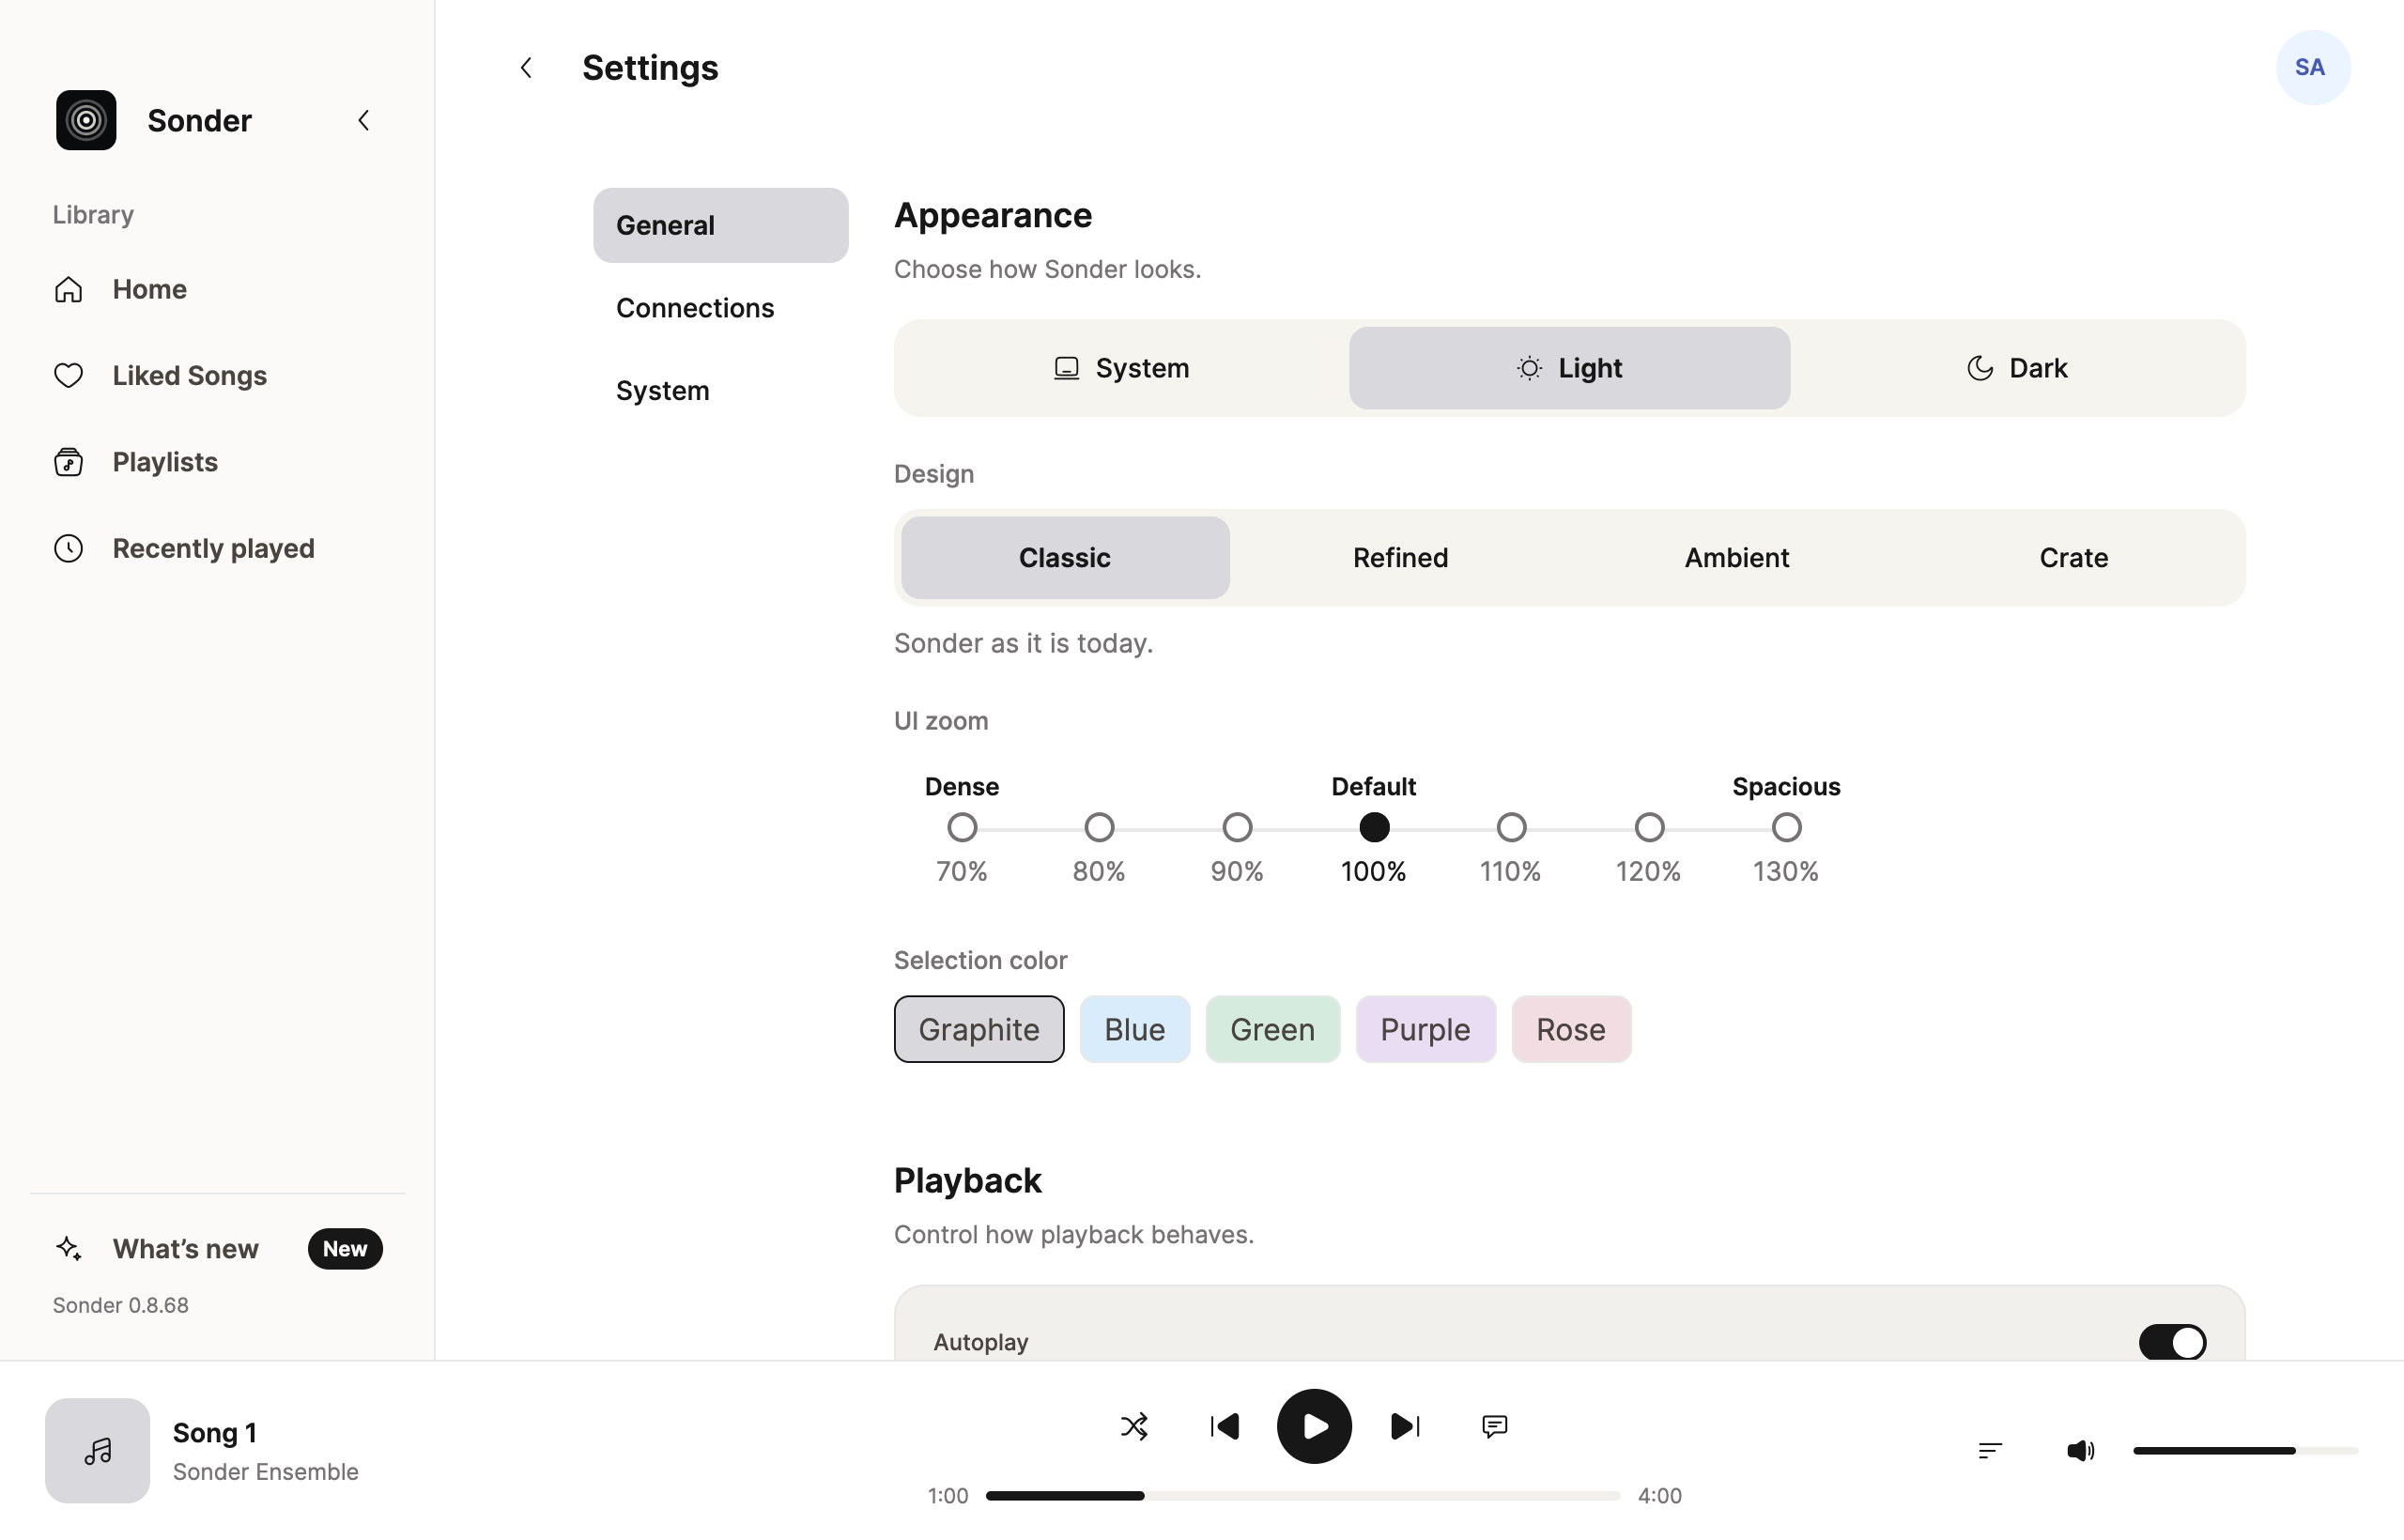 Sonder
Library
Home
Liked Songs
Playlists
Recently played
What’s new
New
Sonder 0.8.68
Settings
SA
General
Connections
System
Appearance
Choose how Sonder looks.
System
Light
Dark
Design
Classic
Refined
Ambient
Crate
Sonder as it is today.
UI zoom
Dense
Default
Spacious
70%
80%
90%
100%
110%
120%
130%
Selection color
Graphite
Blue
Green
Purple
Rose
Playback
Control how playback behaves.
Autoplay
Song 1
Sonder Ensemble
1:00
4:00